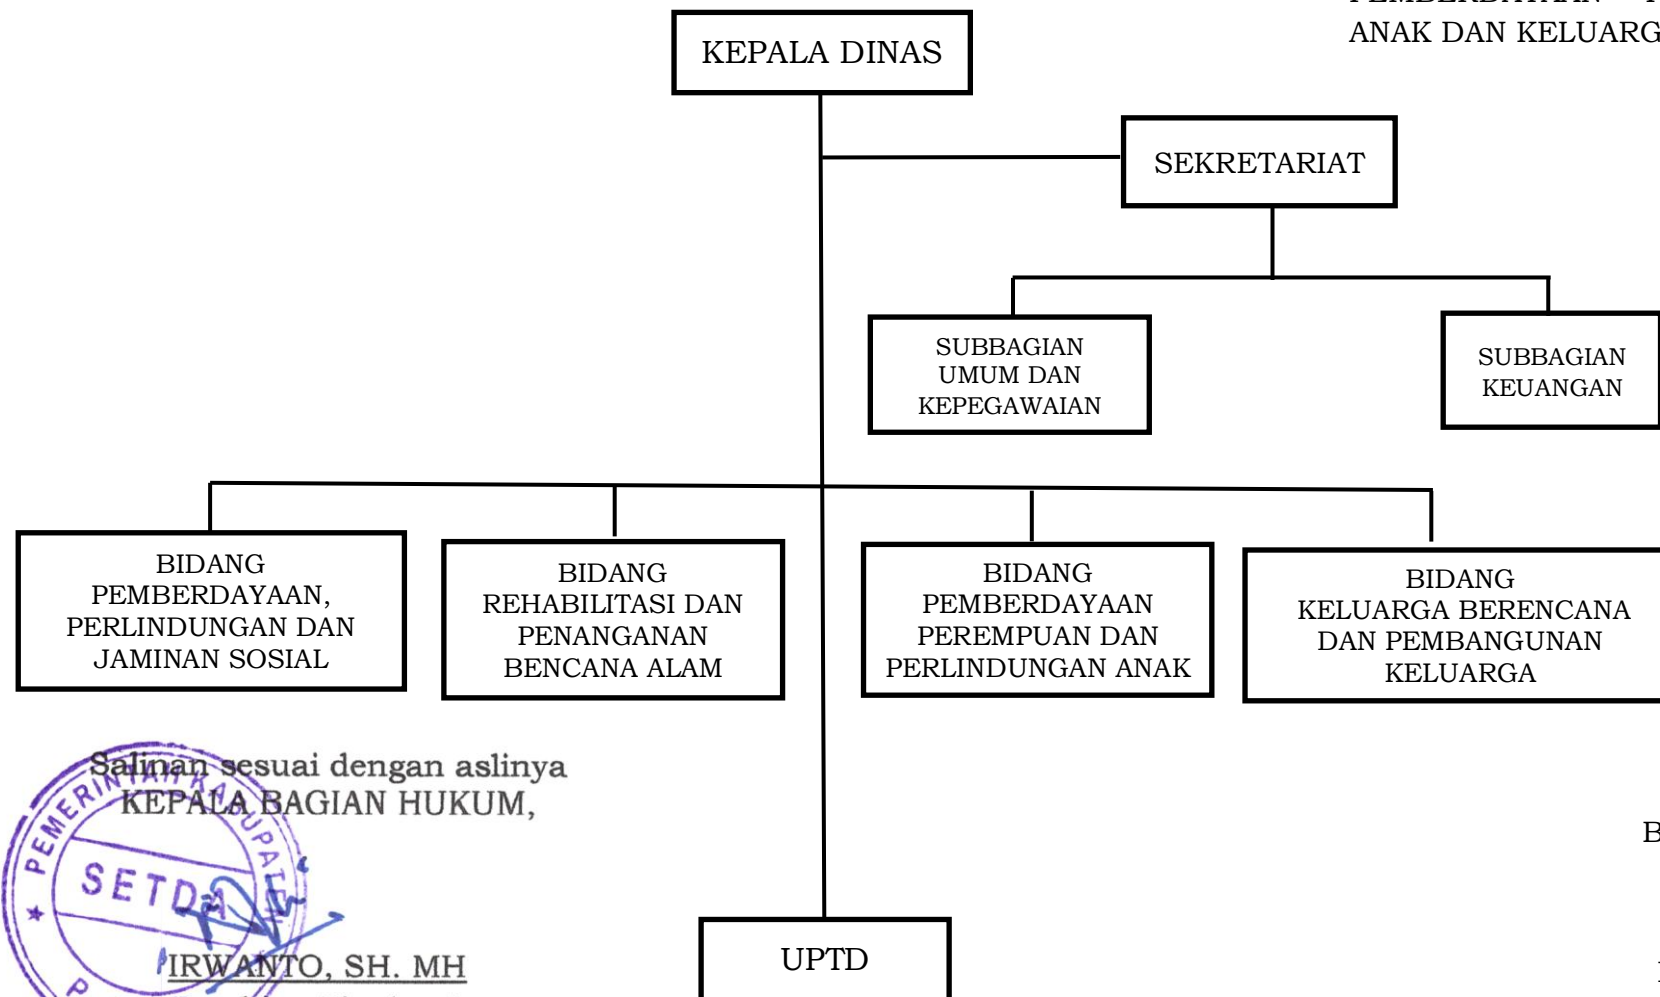 ANAK DAN KELUARG
KEPALA DINAS
SEKRETARIAT
SUBBAGIAN
UMUM DAN
KEPEGAWAIAN
SUBBAGIAN
KEUANGAN
BIDANG
PEMBERDAYAAN,
PERLINDUNGAN DAN
JAMINAN SOSIAL
BIDANG
REHABILITASI DAN
PENANGANAN
BENCANA ALAM
BIDANG
PEMBERDAYAAN
PEREMPUAN DAN
PERLINDUNGAN ANAK
BIDANG
KELUARGA BERENCANA
DAN PEMBANGUNAN
KELUARGA
Salinan sesuai dengan aslinya
KEPALA BAGIAN HUKUM,
PEMERINTAH KABUPATEN
SETDA
IRWANTO, SH. MH
B
UPTD